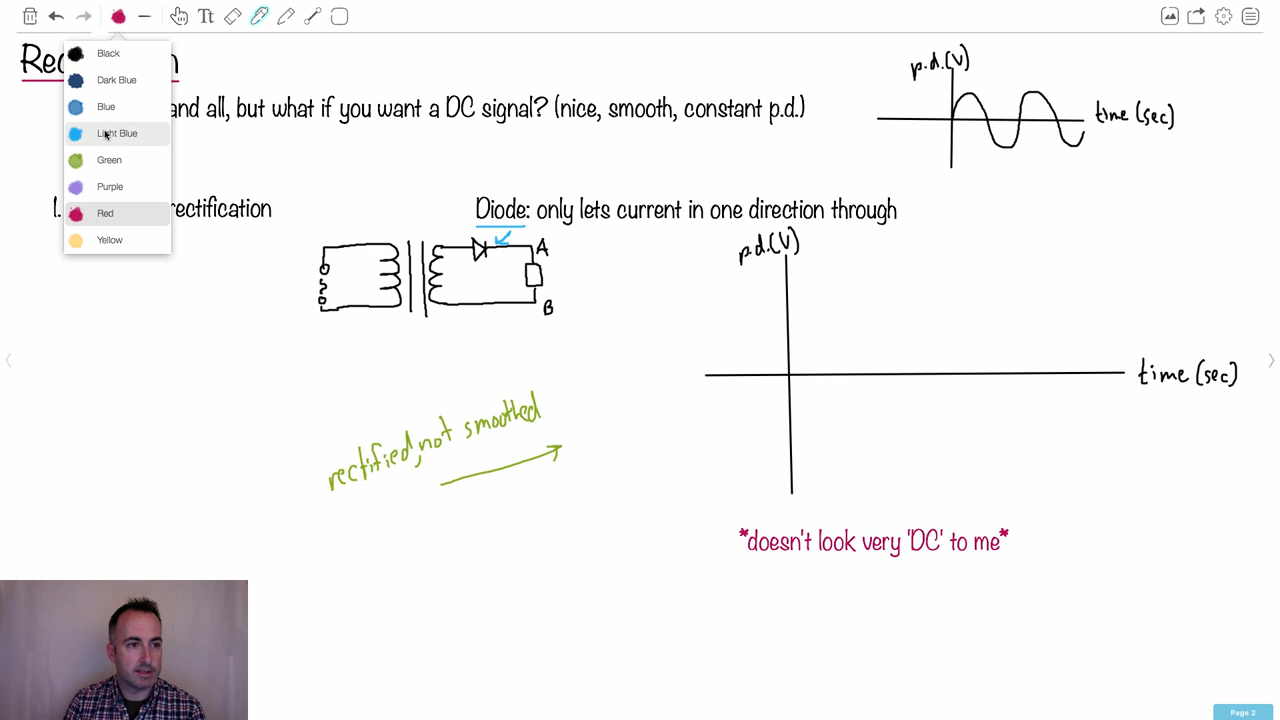 Tt
Black
Dark Blue
Blue
Light Blue
Green
Purple
Red
Yellow
and all, but what if you want a DC signal? (nice, smooth, constant p.d.)
p.d.(V)
time (sec)
1.
rectification
Diode: only lets current in one direction through
A
B
p.d.(V)
time (sec)
rectified, not smoothed
*doesn't look very 'DC' to me*
Page 2